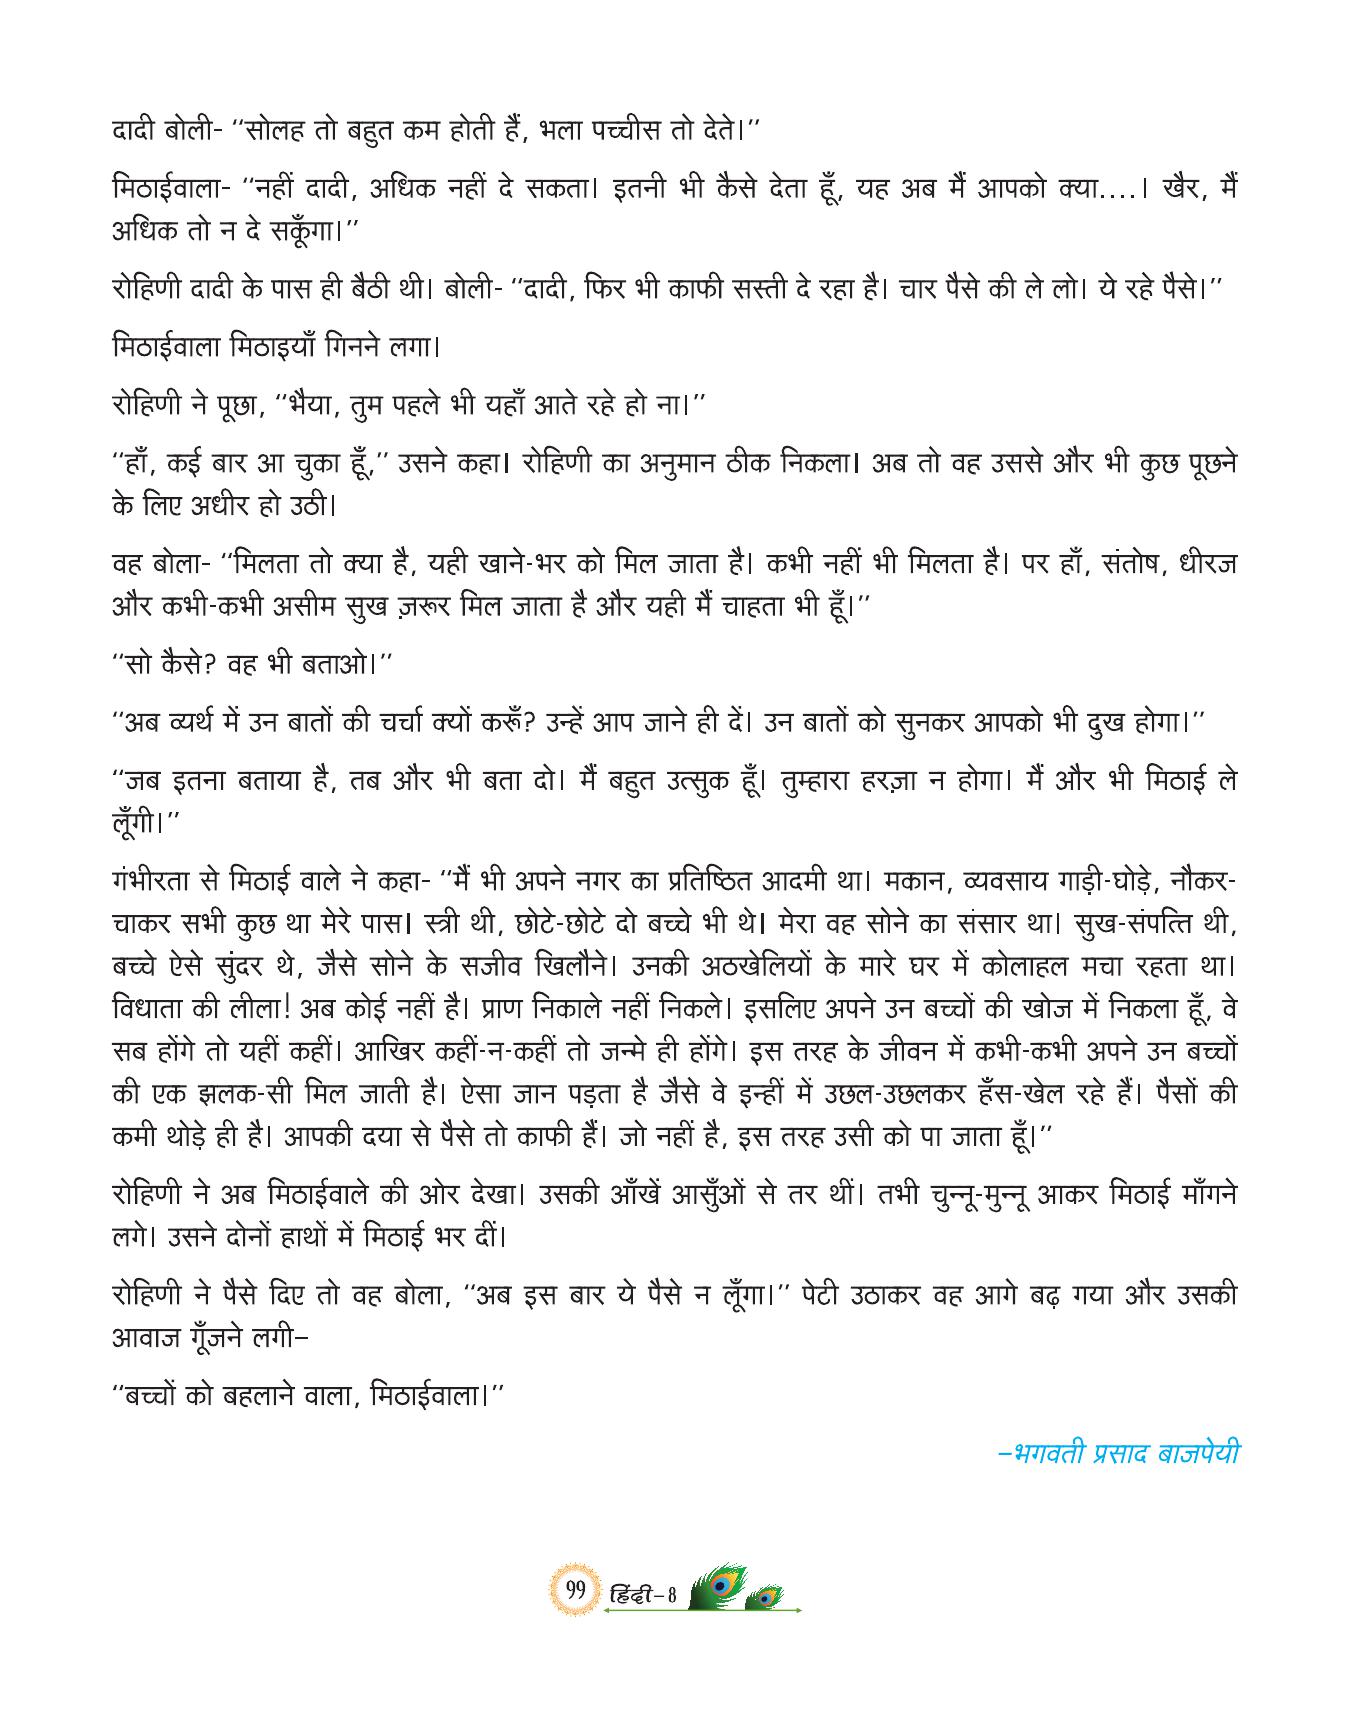 दादी बोली- ‘‘सोलह तो बहुत कम होती हैं, भला पच्चीस तो देते।’’
मिठाईवाला- ‘‘नहीं दादी, अधिक नहीं दे सकता। इतनी भी कैसे देता हूँ, यह अब मैं आपको क्या....। खैर, मैं
अधिक तो न दे सकूँगा।’’
रोहिणी दादी के पास ही बैठी थी। बोली- ‘‘दादी, फिर भी काफी सस्ती दे रहा है। चार पैसे की ले लो। ये रहे पैसे।’’
मिठाईवाला मिठाइयाँ गिनने लगा।
रोहिणी ने पूछा, ‘‘भैया, तुम पहले भी यहाँ आते रहे हो ना।’’
‘‘हाँ, कई बार आ चुका हूँ,’’ उसने कहा। रोहिणी का अनुमान ठीक निकला। अब तो वह उससे और भी कुछ पूछने
के लिए अधीर हो उठी।
वह बोला- ‘‘मिलता तो क्या है, यही खाने-भर को मिल जाता है। कभी नहीं भी मिलता है। पर हाँ, संतोष, धीरज
और कभी-कभी असीम सुख ज़रूर मिल जाता है और यही मैं चाहता भी हूँ।’’
‘‘सो कैसे? वह भी बताओ।’’
‘‘अब व्यर्थ में उन बातों की चर्चा क्यों करूँ? उन्हें आप जाने ही दें। उन बातों को सुनकर आपको भी दुख होगा।’’
‘‘जब इतना बताया है, तब और भी बता दो। मैं बहुत उत्सुक हूँ। तुम्हारा हरज़ा न होगा। मैं और भी मिठाई ले
लूँगी।’’
गंभीरता से मिठाई वाले ने कहा- ‘‘मैं भी अपने नगर का प्रतिष्ठित आदमी था। मकान, व्यवसाय गाड़ी-घोड़े, नौकर-
चाकर सभी कुछ था मेरे पास। स्त्री थी, छोटे-छोटे दो बच्चे भी थे। मेरा वह सोने का संसार था। सुख-संपत्ति थी,
बच्चे ऐसे सुंदर थे, जैसे सोने के सजीव खिलौने। उनकी अठखेलियों के मारे घर में कोलाहल मचा रहता था।
विधाता की लीला! अब कोई नहीं है। प्राण निकाले नहीं निकले। इसलिए अपने उन बच्चों की खोज में निकला हूँ, वे
सब होंगे तो यहीं कहीं। आखिर कहीं-न-कहीं तो जन्मे ही होंगे। इस तरह के जीवन में कभी-कभी अपने उन बच्चों
की एक झलक-सी मिल जाती है। ऐसा जान पड़ता है जैसे वे इन्हीं में उछल-उछलकर हँस-खेल रहे हैं। पैसों की
कमी थोड़े ही है। आपकी दया से पैसे तो काफी हैं। जो नहीं है, इस तरह उसी को पा जाता हूँ।’’
रोहिणी ने अब मिठाईवाले की ओर देखा। उसकी आँखें आसुँओं से तर थीं। तभी चुन्नू-मुन्नू आकर मिठाई माँगने
लगे। उसने दोनों हाथों में मिठाई भर दीं।
रोहिणी ने पैसे दिए तो वह बोला, ‘‘अब इस बार ये पैसे न लूँगा।’’ पेटी उठाकर वह आगे बढ़ गया और उसकी
आवाज गूँजने लगी–
‘‘बच्चों को बहलाने वाला, मिठाईवाला।’’
–भगवती प्रसाद बाजपेयी
99 हिंदी–8